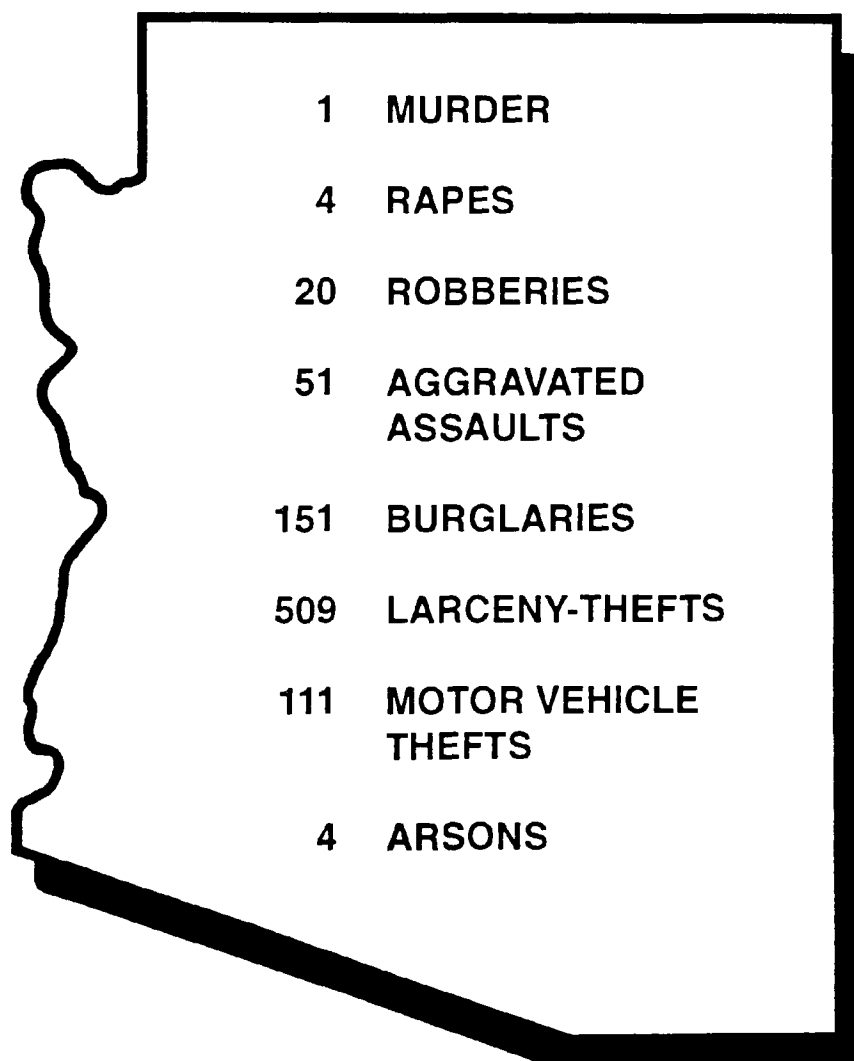 1 MURDER
4 RAPES
20 ROBBERIES
51 AGGRAVATED
ASSAULTS
151 BURGLARIES
509 LARCENY-THEFTS
111 MOTOR VEHICLE
THEFTS
4 ARSONS